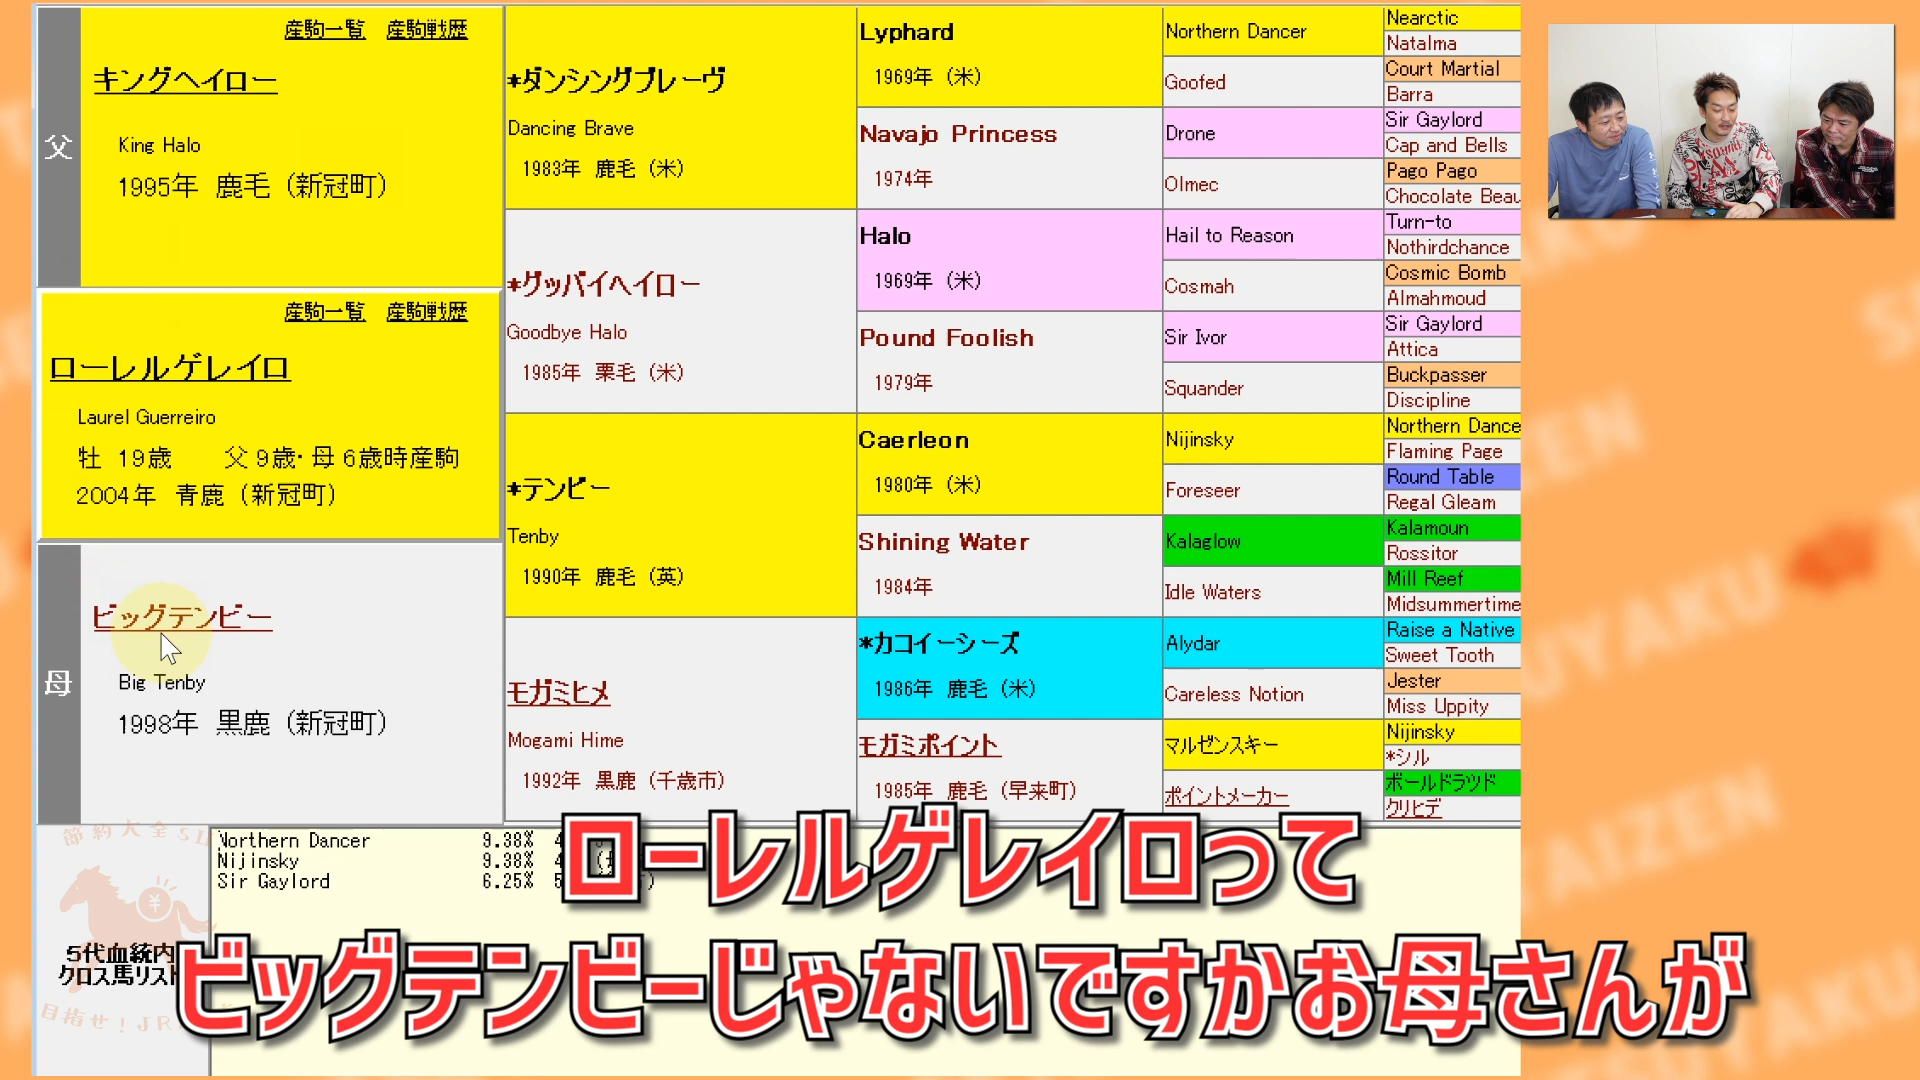 父
産駒一覧 産駒戦歴
キングヘイロー
King Halo
1995年 鹿毛 (新冠町)
産駒一覧 産駒戦歴
ローレルゲレイロ
Laurel Guerreiro
牡 19歳 父9歳・母6歳時産駒
2004年 青鹿 (新冠町)
母
ビッグテンビー
Big Tenby
1998年 黒鹿 (新冠町)
*ダンシングブレーヴ
Dancing Brave
1983年 鹿毛 (米)
*グッバイヘイロー
Goodbye Halo
1985年 栗毛 (米)
*テンビー
Tenby
1990年 鹿毛 (英)
モガミヒメ
Mogami Hime
1992年 黒鹿 (千歳市)
Lyphard
1969年 (米)
Navajo Princess
1974年
Halo
1969年 (米)
Pound Foolish
1979年
Caerleon
1980年 (米)
Shining Water
1984年
*カコイーシーズ
1986年 鹿毛 (米)
モガミポイント
1985年 鹿毛 (早来町)
Northern Dancer
Goofed
Drone
Olmec
Hail to Reason
Cosmah
Sir Ivor
Squander
Nijinsky
Foreseer
Kalaglow
Idle Waters
Alydar
Careless Notion
マルゼンスキー
ポイントメーカー
Nearctic
Natalma
Court Martial
Barra
Sir Gaylord
Cap and Bells
Pago Pago
Chocolate Beau
Turn-to
Nothirdchance
Cosmic Bomb
Almahmoud
Sir Gaylord
Attica
Buckpasser
Discipline
Northern Dance
Flaming Page
Round Table
Regal Gleam
Kalamoun
Rossitor
Mill Reef
Midsummertime
Raise a Native
Sweet Tooth
Jester
Miss Uppity
Nijinsky
*シル
ボールドラツド
クリヒデ
5代血統内
クロス馬リスト
Northern Dancer 9.38% 4
Nijinsky 9.38% 4
Sir Gaylord 6.25% 5
ローレルゲレイロって
ビッグテンビーじゃないですかお母さんが